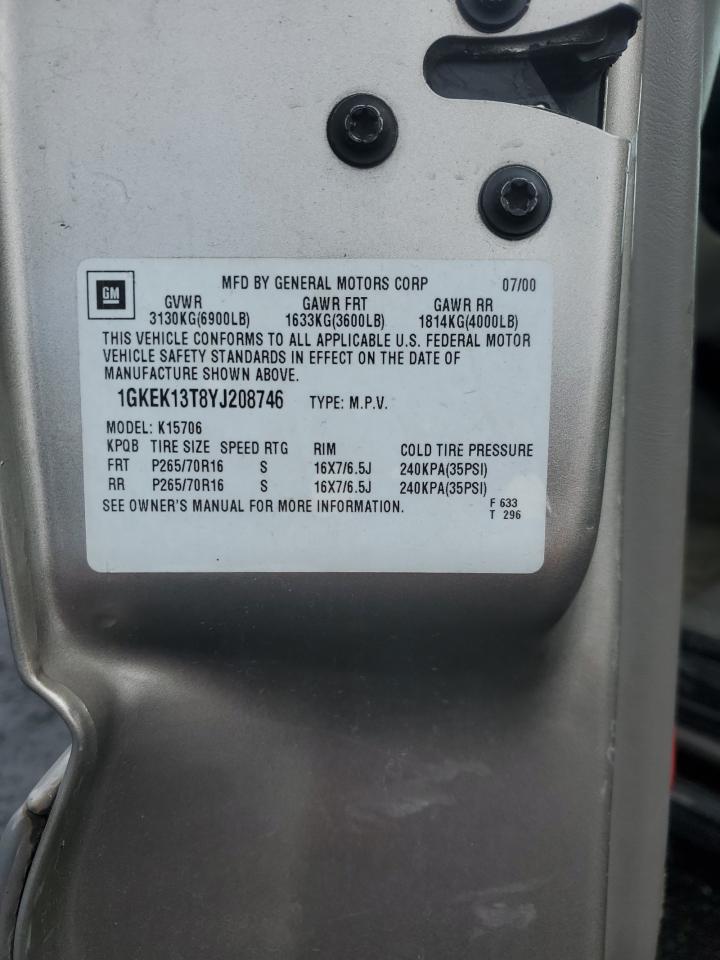 MFD BY GENERAL MOTORS CORP 07/00
GM
GVWR GAWR FRT GAWR RR
3130KG(6900LB) 1633KG(3600LB) 1814KG(4000LB)
THIS VEHICLE CONFORMS TO ALL APPLICABLE U.S. FEDERAL MOTOR
VEHICLE SAFETY STANDARDS IN EFFECT ON THE DATE OF
MANUFACTURE SHOWN ABOVE.
1GKEK13T8YJ208746 TYPE: M.P.V.
MODEL: K15706
KPQB TIRE SIZE SPEED RTG RIM COLD TIRE PRESSURE
FRT P265/70R16 S 16X7/6.5J 240KPA(35PSI)
RR P265/70R16 S 16X7/6.5J 240KPA(35PSI)
SEE OWNER'S MANUAL FOR MORE INFORMATION. F 633
T 296